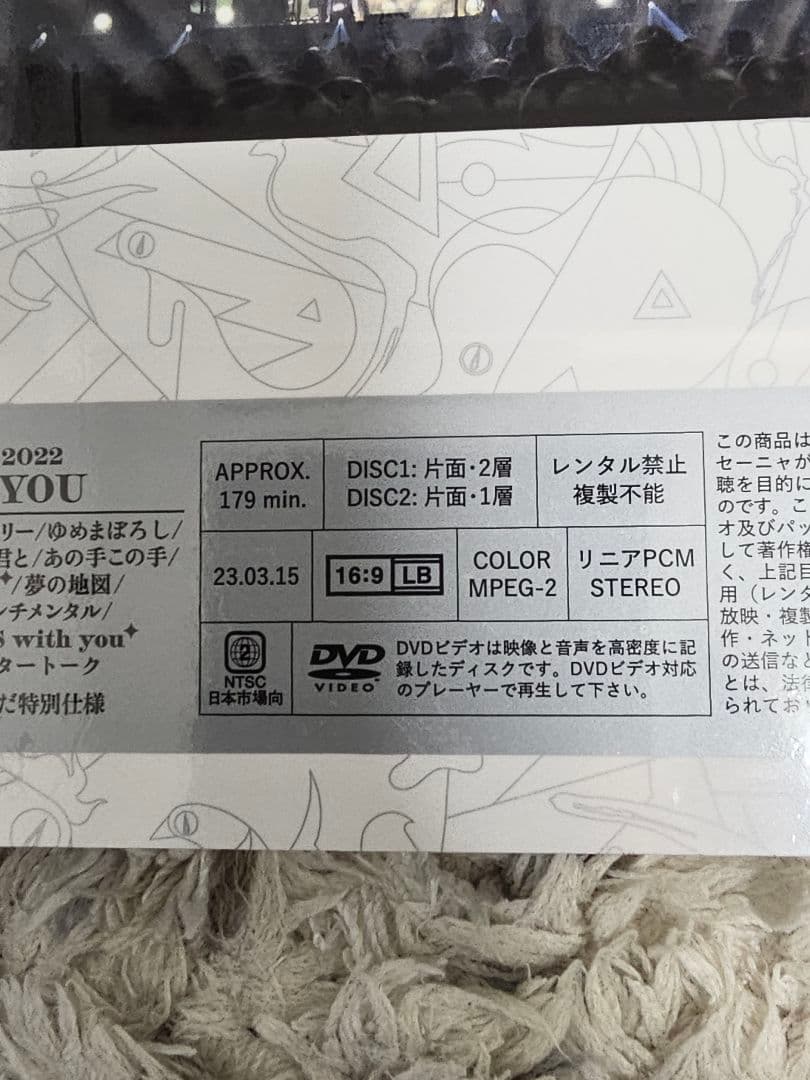 2022
YOU
リー/ゆめまぼろし/
君と/あの手この手/
✦/夢の地図/
ンチメンタル/
S with you✦
タートーク
だ特別仕様
APPROX.
179 min.
DISC1: 片面・2層
DISC2: 片面・1層
レンタル禁止
複製不能
23.03.15
16:9 LB
COLOR
MPEG-2
リニアPCM
STEREO
2
NTSC
日本市場向
DVD
VIDEO
DVDビデオは映像と音声を高密度に記
録したディスクです。DVDビデオ対応
のプレーヤーで再生して下さい。
この商品は
セーニャが
聴を目的に
のです。こ
オ及びパッ
して著作権
く、上記目
用（レンタ
放映・複製
作・ネット
の送信など
とは、法律
られてお